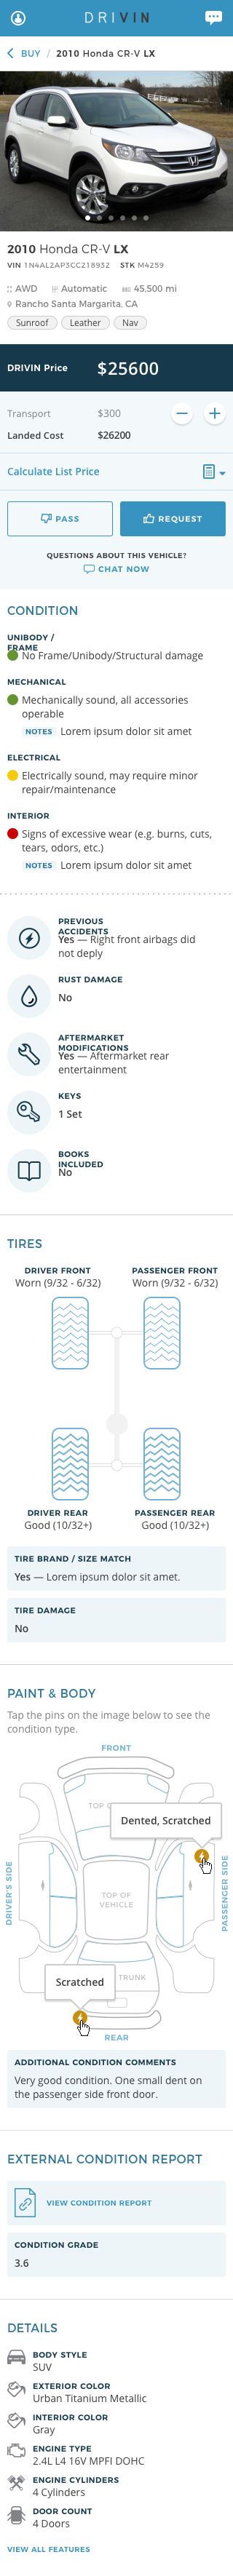 DRIVIN
BUY / 2010 Honda CR-V LX
2010 Honda CR-V LX
VIN 1N4AL2AP3CC218932 STK M4259
AWD Automatic 45,500 mi
Rancho Santa Margarita, CA
Sunroof Leather Nav
DRIVIN Price $25600
Transport $300
Landed Cost $26200
Calculate List Price
PASS REQUEST
QUESTIONS ABOUT THIS VEHICLE?
CHAT NOW
CONDITION
UNIBODY /
FRAME
No Frame/Unibody/Structural damage
MECHANICAL
Mechanically sound, all accessories
operable
NOTES Lorem ipsum dolor sit amet
ELECTRICAL
Electrically sound, may require minor
repair/maintenance
INTERIOR
Signs of excessive wear (e.g. burns, cuts,
tears, odors, etc.)
NOTES Lorem ipsum dolor sit amet
PREVIOUS
ACCIDENTS
Yes — Right front airbags did
not deply
RUST DAMAGE
No
AFTERMARKET
MODIFICATIONS
Yes — Aftermarket rear
entertainment
KEYS
1 Set
BOOKS
INCLUDED
No
TIRES
DRIVER FRONT PASSENGER FRONT
Worn (9/32 - 6/32) Worn (9/32 - 6/32)
DRIVER REAR PASSENGER REAR
Good (10/32+) Good (10/32+)
TIRE BRAND / SIZE MATCH
Yes — Lorem ipsum dolor sit amet.
TIRE DAMAGE
No
PAINT & BODY
Tap the pins on the image below to see the
condition type.
FRONT
TOP
Dented, Scratched
DRIVER'S SIDE
PASSENGER SIDE
TOP OF
VEHICLE
Scratched
TRUNK
REAR
ADDITIONAL CONDITION COMMENTS
Very good condition. One small dent on
the passenger side front door.
EXTERNAL CONDITION REPORT
VIEW CONDITION REPORT
CONDITION GRADE
3.6
DETAILS
BODY STYLE
SUV
EXTERIOR COLOR
Urban Titanium Metallic
INTERIOR COLOR
Gray
ENGINE TYPE
2.4L L4 16V MPFI DOHC
ENGINE CYLINDERS
4 Cylinders
DOOR COUNT
4 Doors
VIEW ALL FEATURES